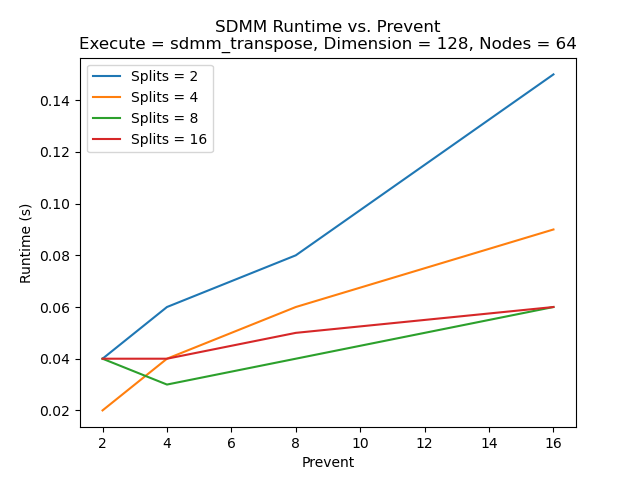 SDMM Runtime vs. Prevent
Execute = sdmm_transpose, Dimension = 128, Nodes = 64
Splits = 2
Splits = 4
Splits = 8
Splits = 16
0.14
0.12
0.10
0.08
0.06
0.04
0.02
Runtime (s)
2 4 6 8 10 12 14 16
Prevent